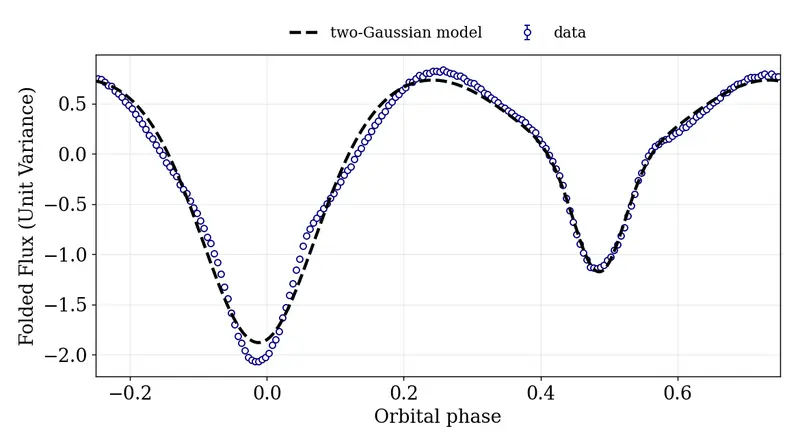 two-Gaussian model
data
Folded Flux (Unit Variance)
0.5
0.0
−0.5
−1.0
−1.5
−2.0
−0.2
0.0
0.2
0.4
0.6
Orbital phase